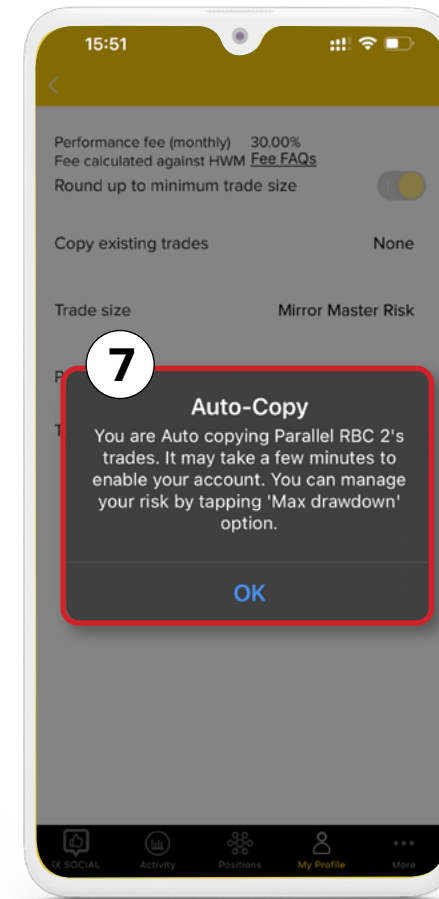 15:51
Performance fee (monthly) 30.00%
Fee calculated against HWM Fee FAQs
Round up to minimum trade size
Copy existing trades None
Trade size Mirror Master Risk
P
7
T
Auto-Copy
You are Auto copying Parallel RBC 2's
trades. It may take a few minutes to
enable your account. You can manage
your risk by tapping 'Max drawdown'
option.
OK
IX SOCIAL Activity Positions My Profile More